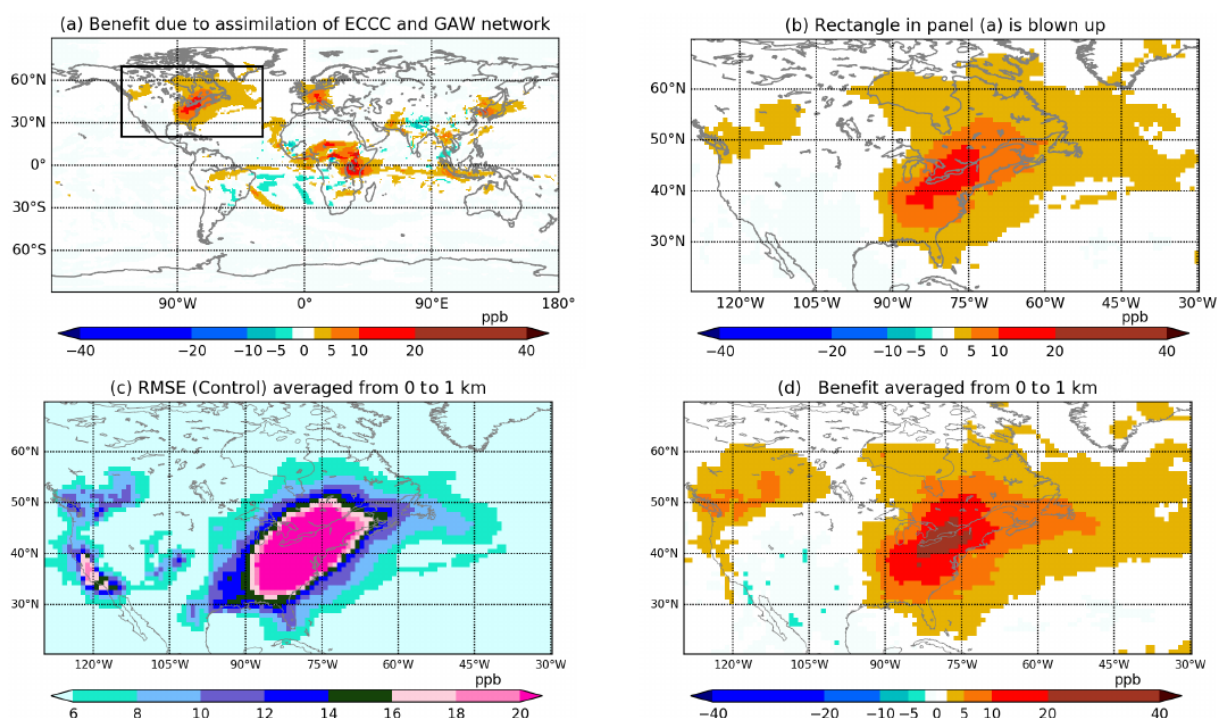 (a) Benefit due to assimilation of ECCC and GAW network
60°N
30°N
0°
30°S
60°S
90°W 0° 90°E 180°
ppb
−40 −20 −10 −5 0 2 5 10 20 40
(b) Rectangle in panel (a) is blown up
60°N
50°N
40°N
30°N
120°W 105°W 90°W 75°W 60°W 45°W 30°W
ppb
−40 −20 −10 −5 0 5 10 20 40
(c) RMSE (Control) averaged from 0 to 1 km
60°N
50°N
40°N
30°N
120°W 105°W 90°W 75°W 60°W 45°W 30°W
ppb
6 8 10 12 14 16 18 20
(d) Benefit averaged from 0 to 1 km
60°N
50°N
40°N
30°N
120°W 105°W 90°W 75°W 60°W 45°W 30°W
ppb
−40 −20 −10 −5 0 5 10 20 40